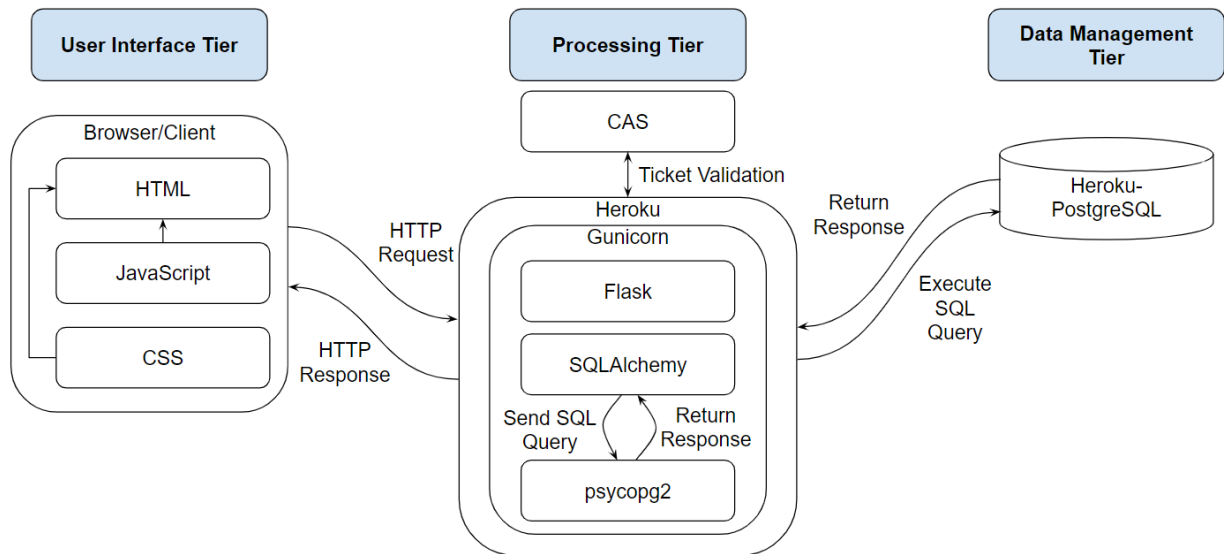 User Interface Tier
Processing Tier
Data Management
Tier
Browser/Client
HTML
JavaScript
CSS
HTTP
Request
HTTP
Response
CAS
Ticket Validation
Heroku
Gunicorn
Flask
SQLAlchemy
Send SQL
Query
Return
Response
psycopg2
Return
Response
Execute
SQL
Query
Heroku-
PostgreSQL